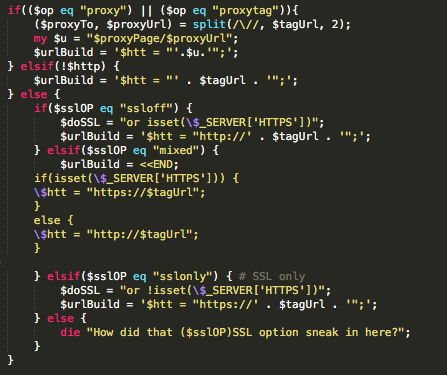 if(($op eq "proxy") || ($op eq "proxytag")){
($proxyTo, $proxyUrl) = split(/\//, $tagUrl, 2);
my $u = "$proxyPage/$proxyUrl";
$urlBuild = '$htt = "'.$u.'";';
} elsif(!$http) {
$urlBuild = '$htt = "' . $tagUrl . '";';
} else {
if($sslOP eq "ssloff") {
$doSSL = "or isset(\$_SERVER['HTTPS'])";
$urlBuild = '$htt = "http://' . $tagUrl . '";';
} elsif($sslOP eq "mixed") {
$urlBuild = <<END;
if(isset(\$_SERVER['HTTPS'])) {
\$htt = "https://$tagUrl";
}
else {
\$htt = "http://$tagUrl";
}
} elsif($sslOP eq "sslonly") { # SSL only
$doSSL = "or !isset(\$_SERVER['HTTPS'])";
$urlBuild = '$htt = "https://' . $tagUrl . '";';
} else {
die "How did that ($sslOP)SSL option sneak in here?";
}
}